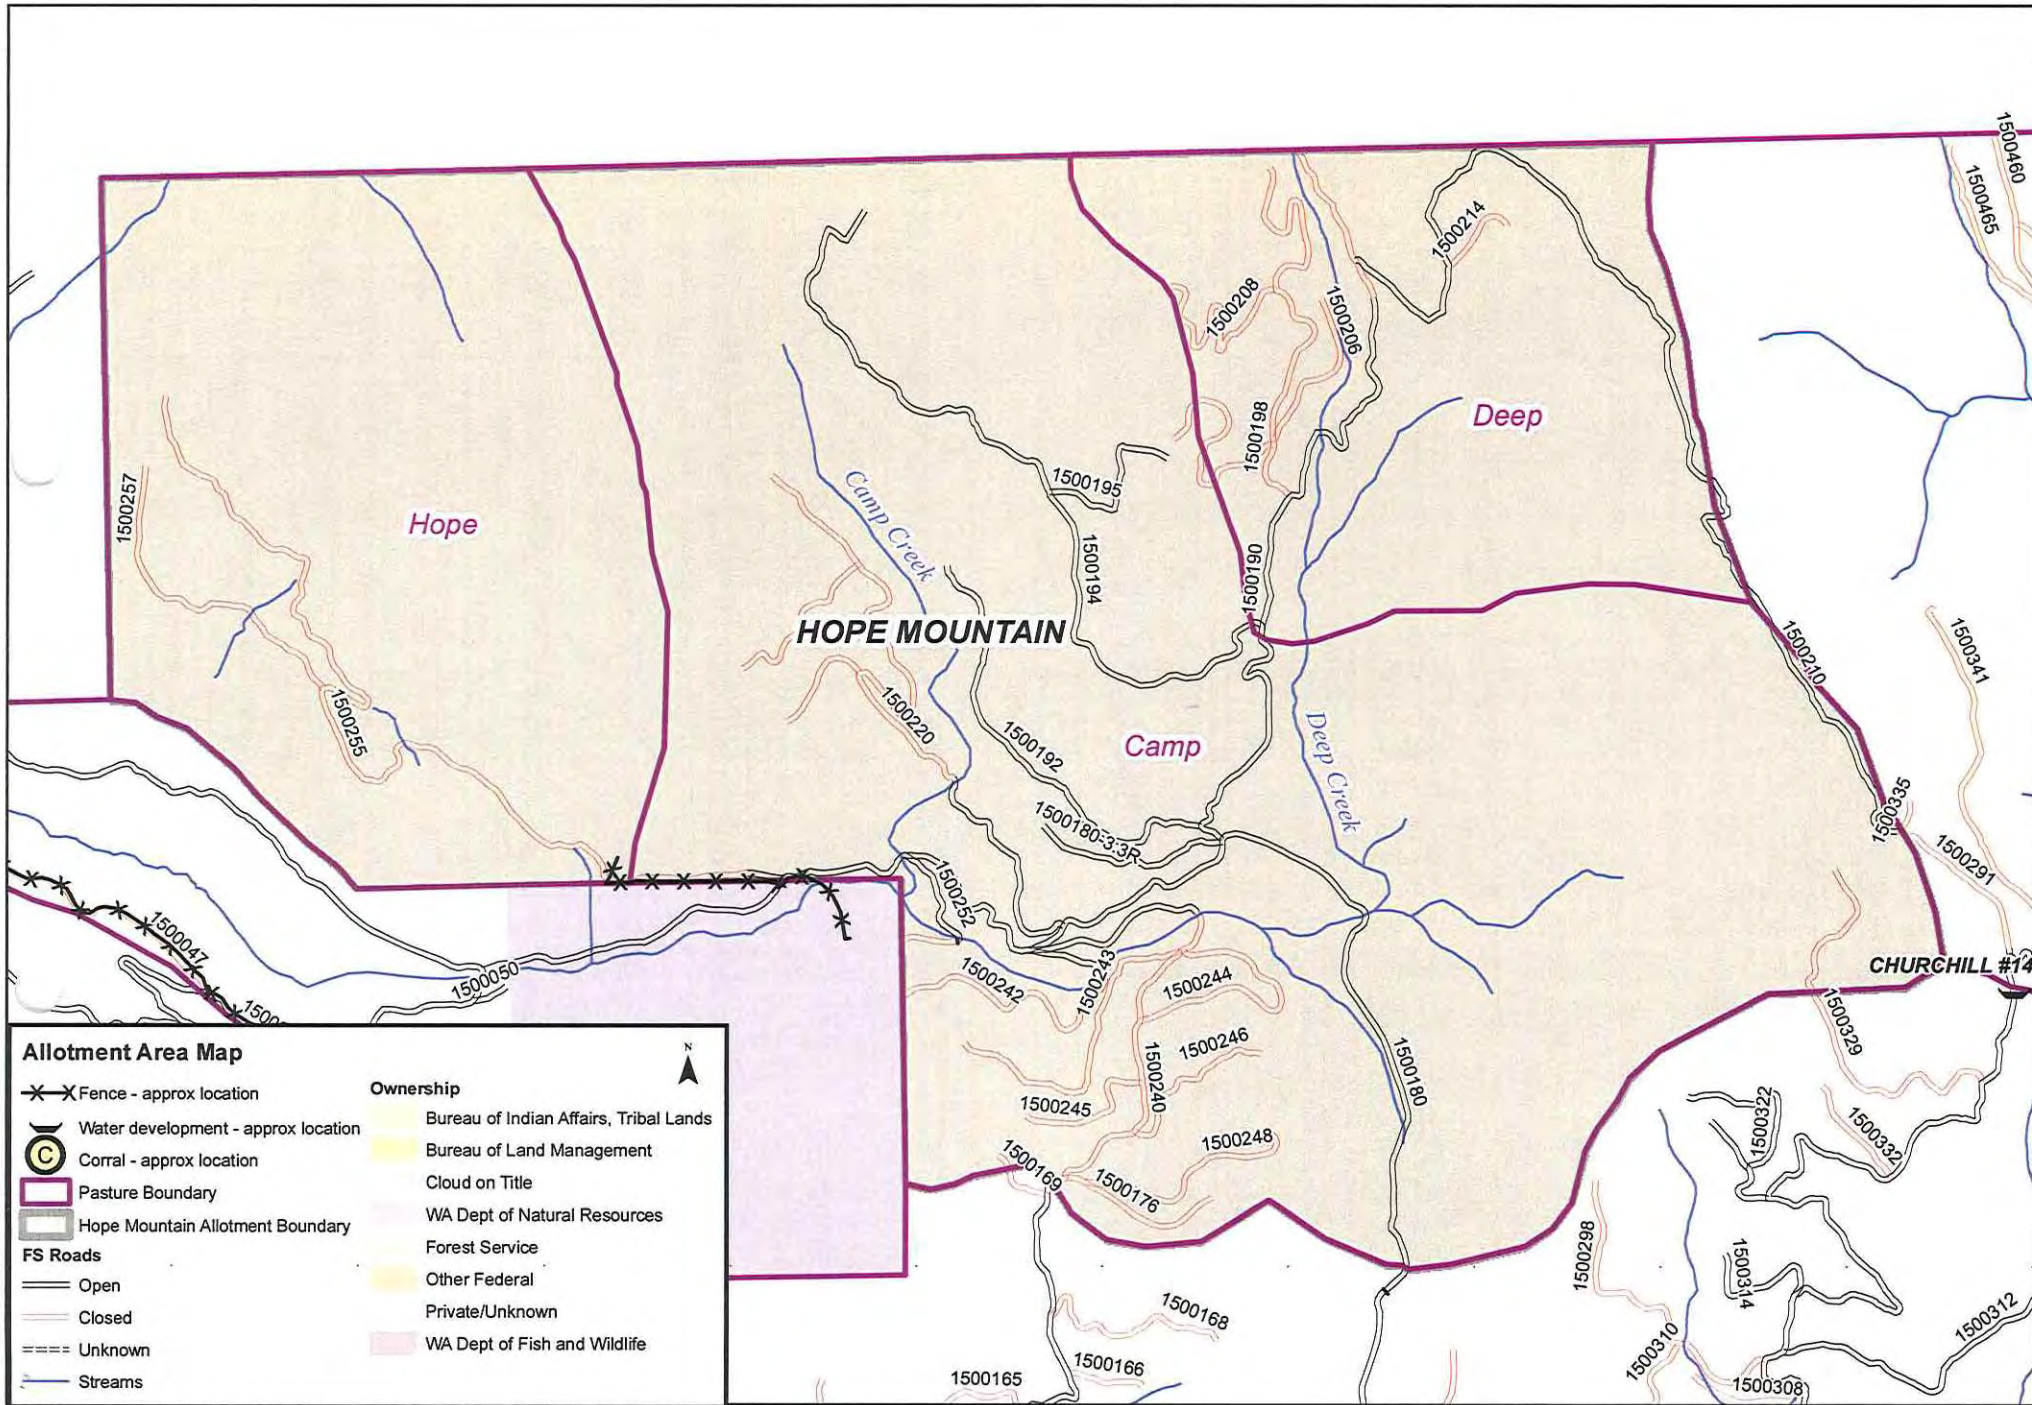 1500460
1500465
1500214
1500208
1500206
1500198
Deep
1500257
Hope
1500195
Camp Creek
1500194
1500190
HOPE MOUNTAIN
1500210
1500341
1500255
1500220
1500192
Camp
Deep Creek
1500180-3.3R
1500335
1500291
1500252
1500047
1500050
1500242
1500243
1500244
CHURCHILL #14
1500246
1500329
1500240
1500180
1500245
1500322
1500332
1500248
1500169
1500176
1500298
1500314
1500168
1500312
1500310
1500166
1500165
1500308
Allotment Area Map
N
Fence - approx location
Water development - approx location
C
Corral - approx location
Pasture Boundary
Hope Mountain Allotment Boundary
FS Roads
Open
Closed
Unknown
Streams
Ownership
Bureau of Indian Affairs, Tribal Lands
Bureau of Land Management
Cloud on Title
WA Dept of Natural Resources
Forest Service
Other Federal
Private/Unknown
WA Dept of Fish and Wildlife